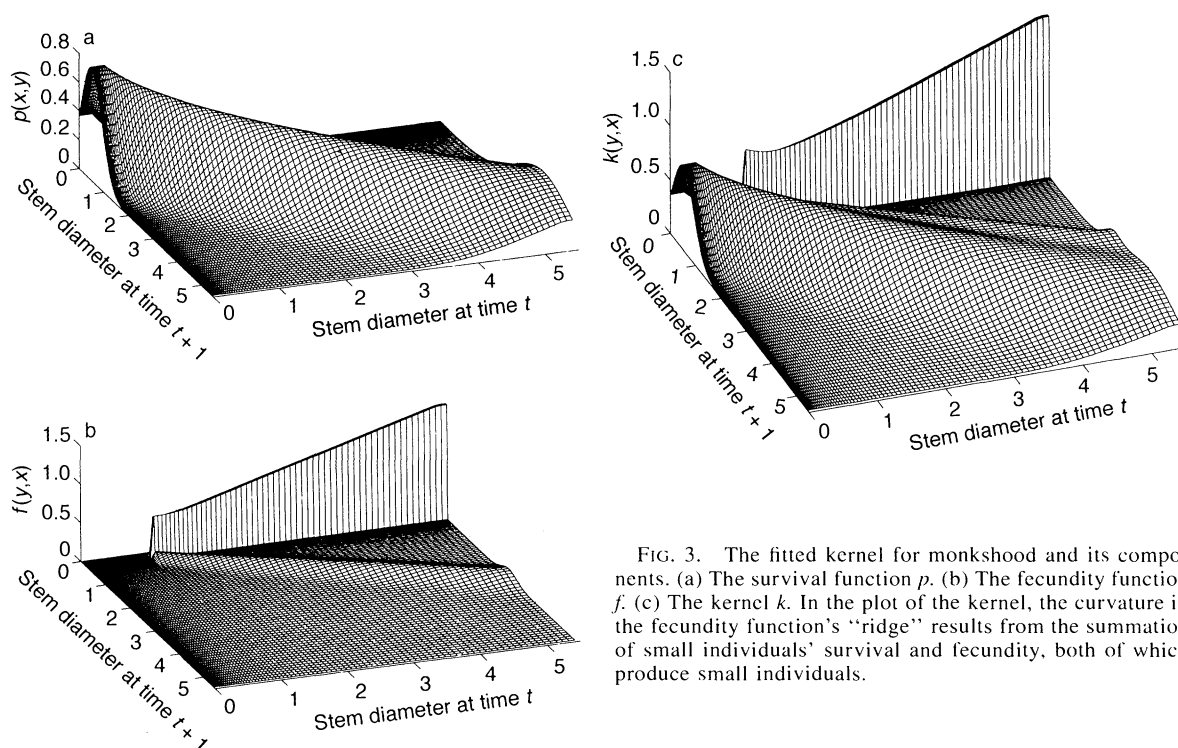 a
0.8
0.6
0.4
0.2
0
p(x,y)
0
1
2
3
4
5
Stem diameter at time t + 1
0
1
2
3
4
5
Stem diameter at time t
b
1.5
1.0
0.5
0
f(y,x)
0
1
2
3
4
5
Stem diameter at time t + 1
0
1
2
3
4
5
Stem diameter at time t
c
1.5
1.0
0.5
0
k(y,x)
0
1
2
3
4
5
Stem diameter at time t + 1
0
1
2
3
4
5
Stem diameter at time t
FIG. 3. The fitted kernel for monkshood and its compo-
nents. (a) The survival function p. (b) The fecundity functio
f. (c) The kernel k. In the plot of the kernel, the curvature i
the fecundity function's "ridge" results from the summatio
of small individuals' survival and fecundity, both of whic
produce small individuals.